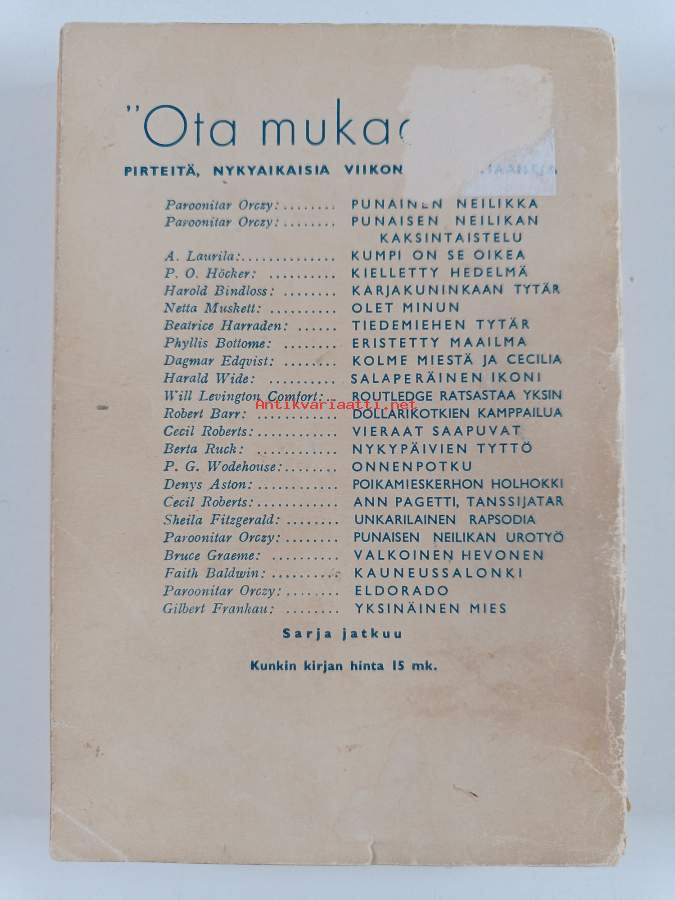 "Ota mukaa
PIRTEITÄ, NYKYAIKAISIA
Paroonitar Orczy: ........ PUNAINEN NEILIKKA
Paroonitar Orczy: ........ PUNAISEN NEILIKAN
KAKSINTAISTELU
A. Laurila: .............. KUMPI ON SE OIKEA
P. O. Höcker: .......... KIELLETTY HEDELMÄ
Harold Bindloss: ........ KARJAKUNINKAAN TYTÄR
Netta Muskett: .......... OLET MINUN
Beatrice Harraden: ...... TIEDEMIEHEN TYTÄR
Phyllis Bottome: ........ ERISTETTY MAAILMA
Dagmar Edqvist: ........ KOLME MIESTÄ JA CECILIA
Harald Wide: .......... SALAPERÄINEN IKONI
Will Levington Comfort: .. ROUTLEDGE RATSASTAA YKSIN
Antikvariaatti.net
Robert Barr: ............ DOLLARIKOTKIEN KAMPPAILUA
Cecil Roberts: ............ VIERAAT SAAPUVAT
Berta Ruck: ............ NYKYPÄIVIEN TYTTÖ
P. G. Wodehouse: ........ ONNENPOTKU
Denys Aston: ............ POIKAMIESKERHON HOLHOKKI
Cecil Roberts: ............ ANN PAGETTI, TANSSIJATAR
Sheila Fitzgerald: ........ UNKARILAINEN RAPSODIA
Paroonitar Orczy: ........ PUNAISEN NEILIKAN UROTYÖ
Bruce Graeme: .......... VALKOINEN HEVONEN
Faith Baldwin: .......... KAUNEUSSALONKI
Paroonitar Orczy: ........ ELDORADO
Gilbert Frankau: ........ YKSINÄINEN MIES
Sarja jatkuu
Kunkin kirjan hinta 15 mk.